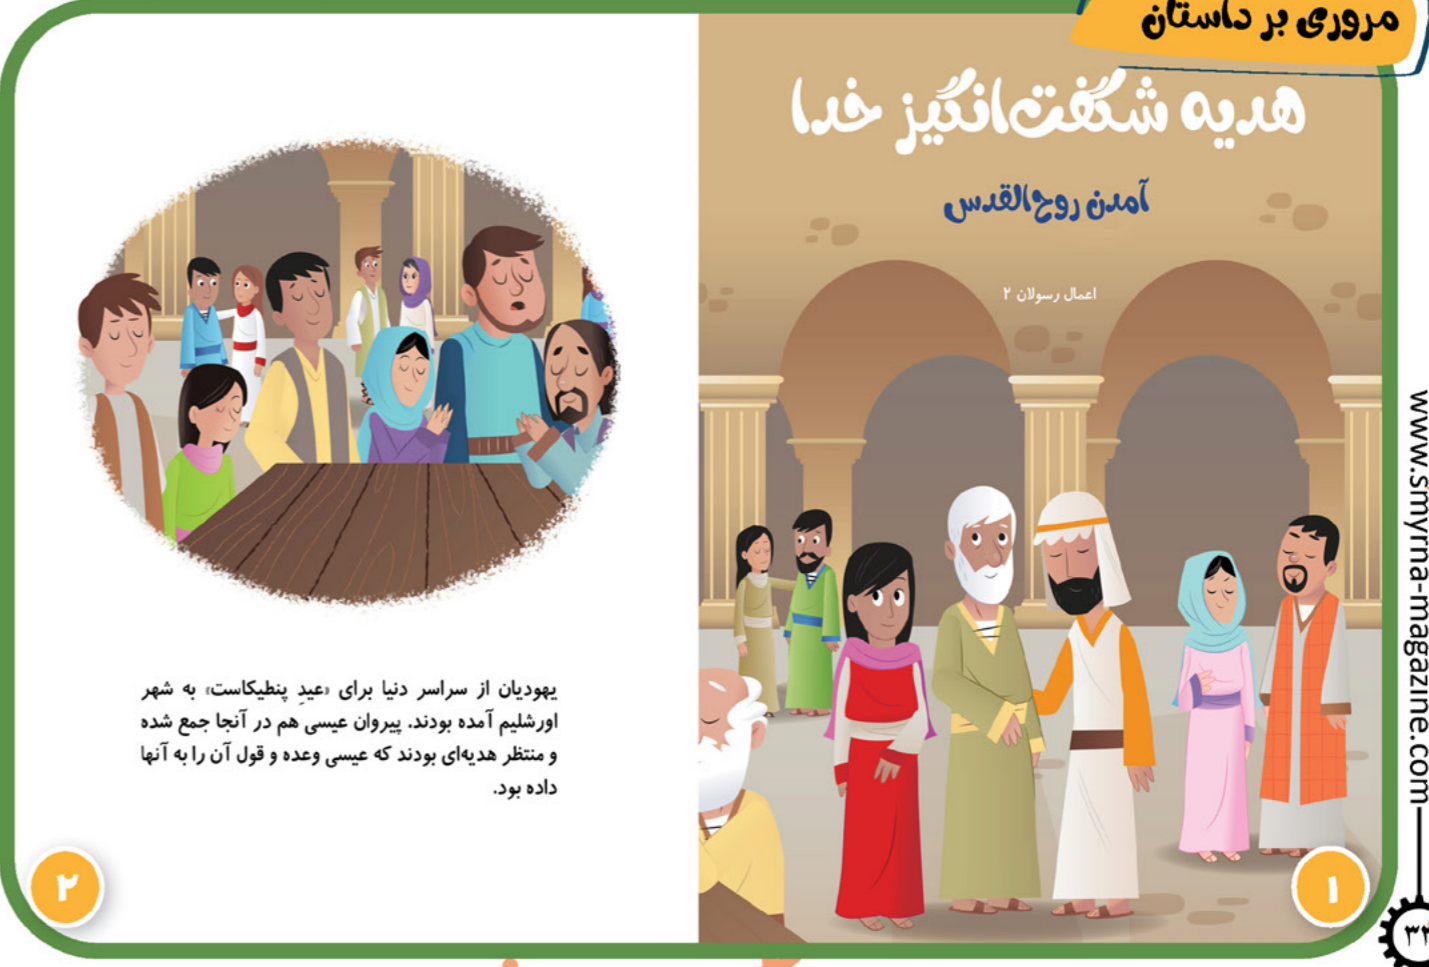 مروری بر داستان
هدیه شگفت‌انگیز خدا
آمدن روح‌القدس
اعمال رسولان ۲
۱
یهودیان از سراسر دنیا برای «عیدِ پنطیکاست» به شهر
اورشلیم آمده بودند. پیروان عیسی هم در آنجا جمع شده
و منتظر هدیه‌ای بودند که عیسی وعده و قول آن را به آنها
داده بود.
۲
www.smyrna-magazine.com